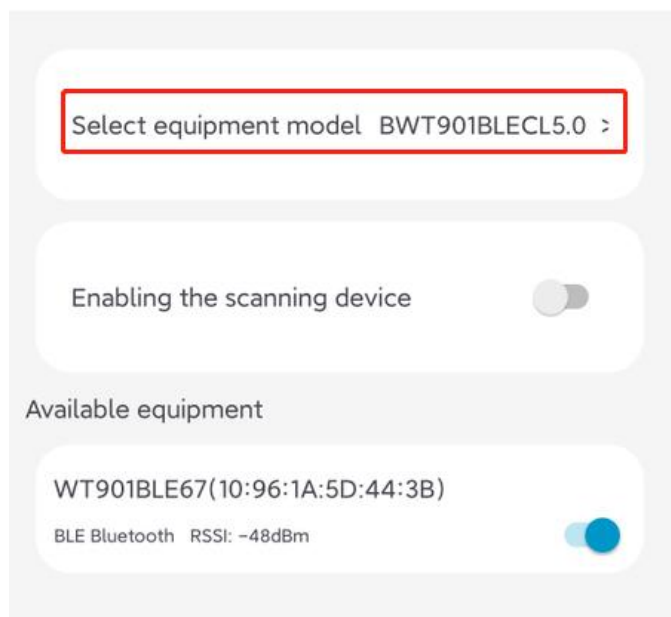 Select equipment model BWT901BLECL5.0 >
Enabling the scanning device
Available equipment
WT901BLE67(10:96:1A:5D:44:3B)
BLE Bluetooth RSSI: -48dBm